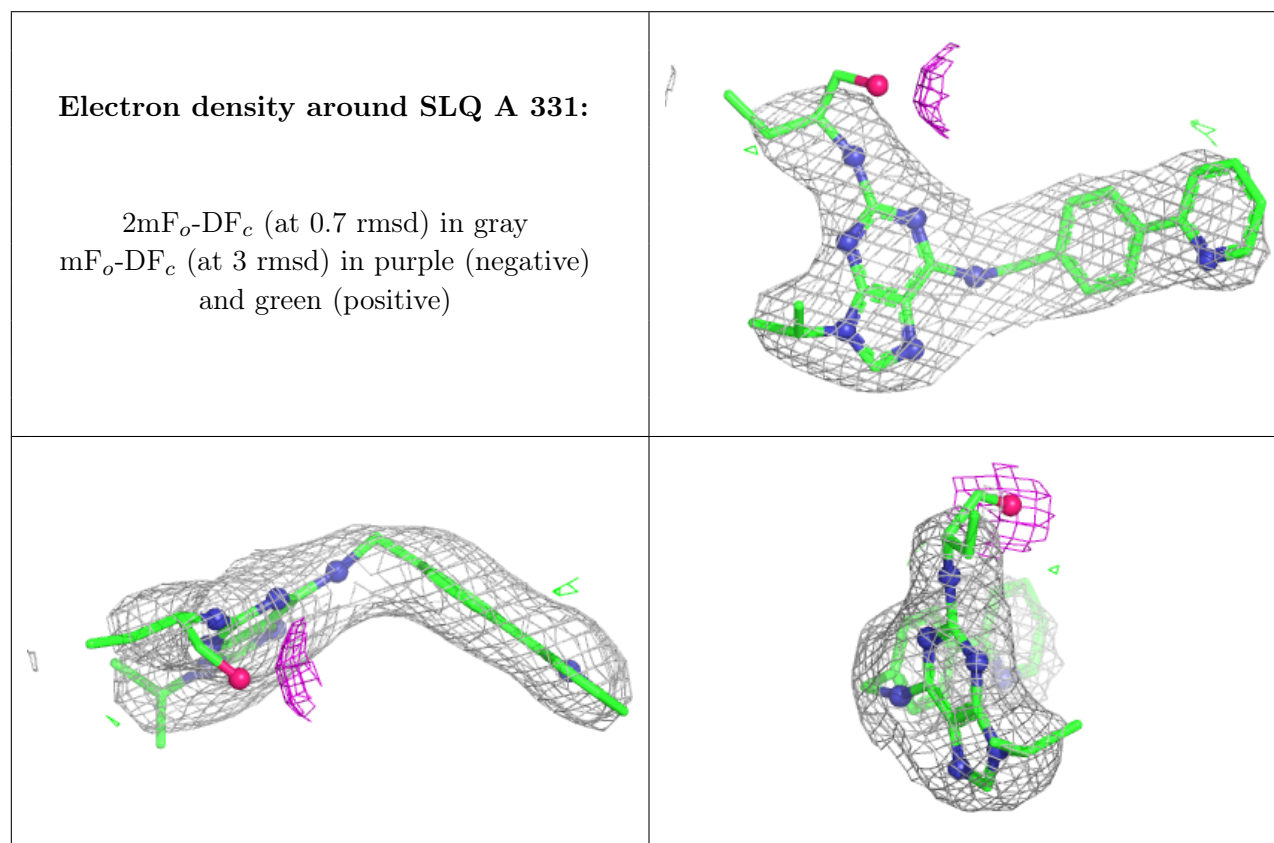 Electron density around SLQ A 331:
2mFo-DFc (at 0.7 rmsd) in gray
mFo-DFc (at 3 rmsd) in purple (negative)
and green (positive)